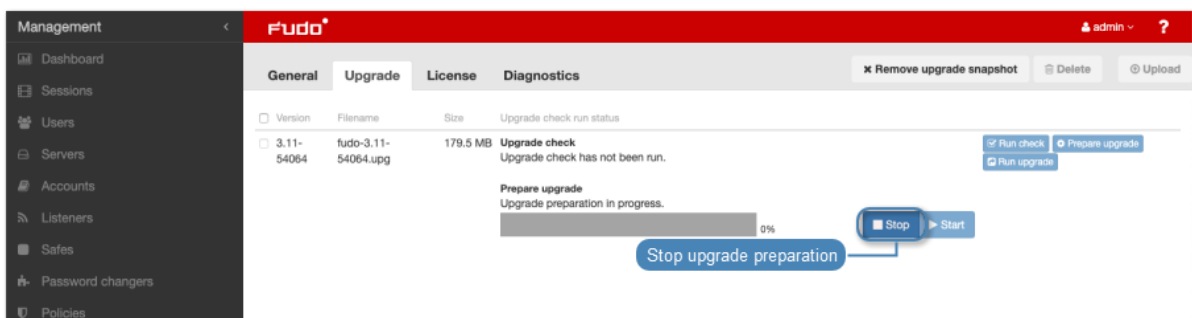 Management
Fudo
admin
?
Dashboard
Sessions
Users
Servers
Accounts
Listeners
Safes
Password changers
Policies
General
Upgrade
License
Diagnostics
Remove upgrade snapshot
Delete
Upload
Version
Filename
Size
Upgrade check run status
3.11-
54064
fudo-3.11-
54064.upg
179.5 MB
Upgrade check
Upgrade check has not been run.
Run check
Prepare upgrade
Run upgrade
Prepare upgrade
Upgrade preparation in progress.
0%
Stop
Start
Stop upgrade preparation